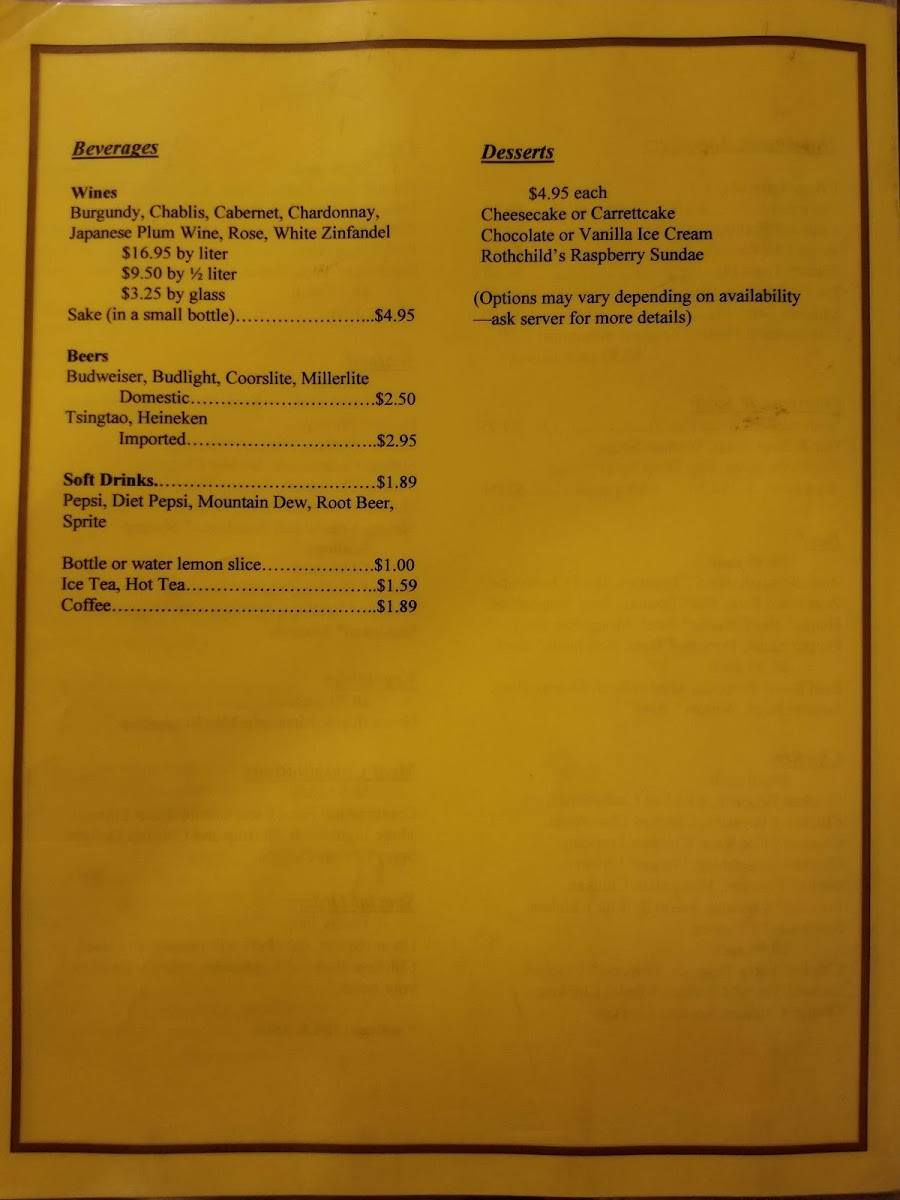 Beverages
Wines
Burgundy, Chablis, Cabernet, Chardonnay,
Japanese Plum Wine, Rose, White Zinfandel
$16.95 by liter
$9.50 by ½ liter
$3.25 by glass
Sake (in a small bottle)........................$4.95
Beers
Budweiser, Budlight, Coorslite, Millerlite
Domestic................................$2.50
Tsingtao, Heineken
Imported.................................$2.95
Soft Drinks......................................$1.89
Pepsi, Diet Pepsi, Mountain Dew, Root Beer,
Sprite
Bottle or water lemon slice...................$1.00
Ice Tea, Hot Tea.................................$1.59
Coffee..............................................$1.89
Desserts
$4.95 each
Cheesecake or Carrettcake
Chocolate or Vanilla Ice Cream
Rothchild's Raspberry Sundae
(Options may vary depending on availability
—ask server for more details)